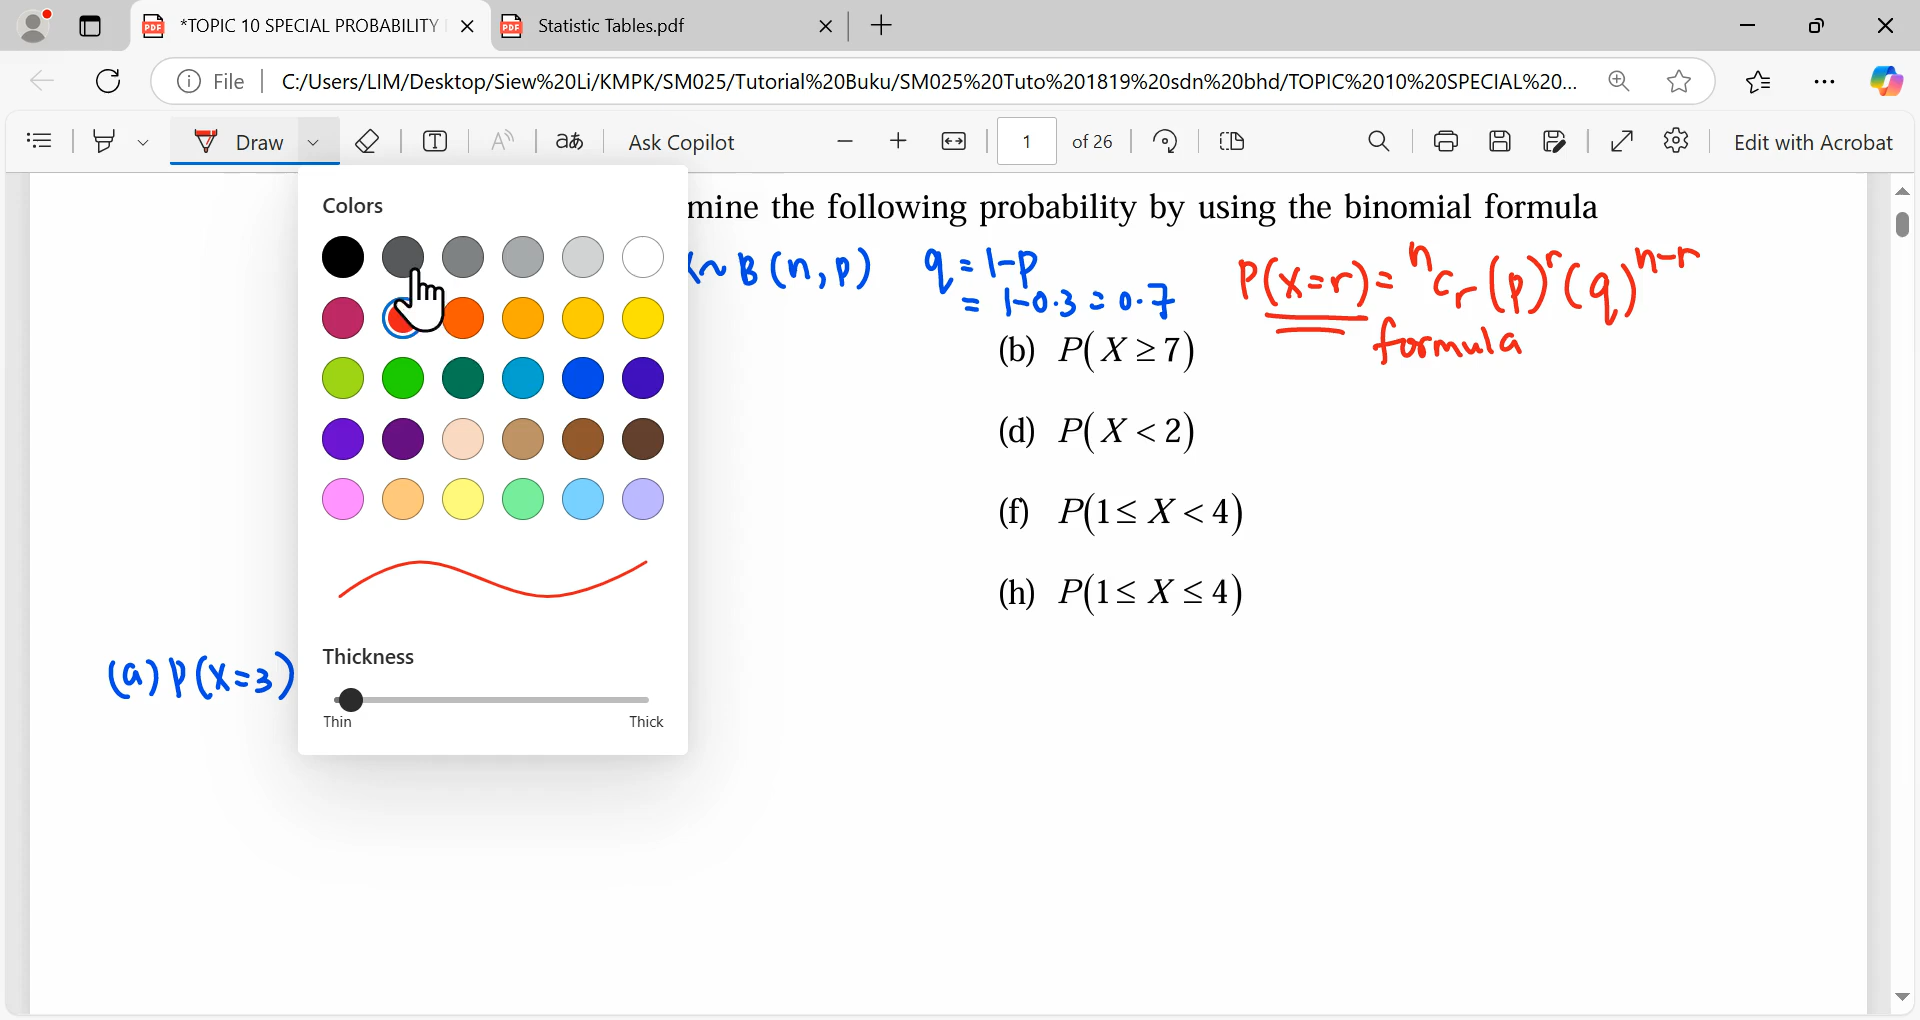 *TOPIC 10 SPECIAL PROBABILITY
Statistic Tables.pdf
File
C:/Users/LIM/Desktop/Siew%20Li/KMPK/SM025/Tutorial%20Buku/SM025%20Tuto%201819%20sdn%20bhd/TOPIC%2010%20SPECIAL%20...
Draw
aあ
Ask Copilot
1
of 26
Edit with Acrobat
Colors
mine the following probability by using the binomial formula
~ B (n, p)
q = 1-p
= 1-0.3 = 0.7
P(X=r) = ⁿCr (p)ʳ (q)ⁿ⁻ʳ
formula
(b) P(X ≥ 7)
(d) P(X < 2)
(f) P(1 ≤ X < 4)
(h) P(1 ≤ X ≤ 4)
Thickness
Thin
Thick
(a) P(X=3)